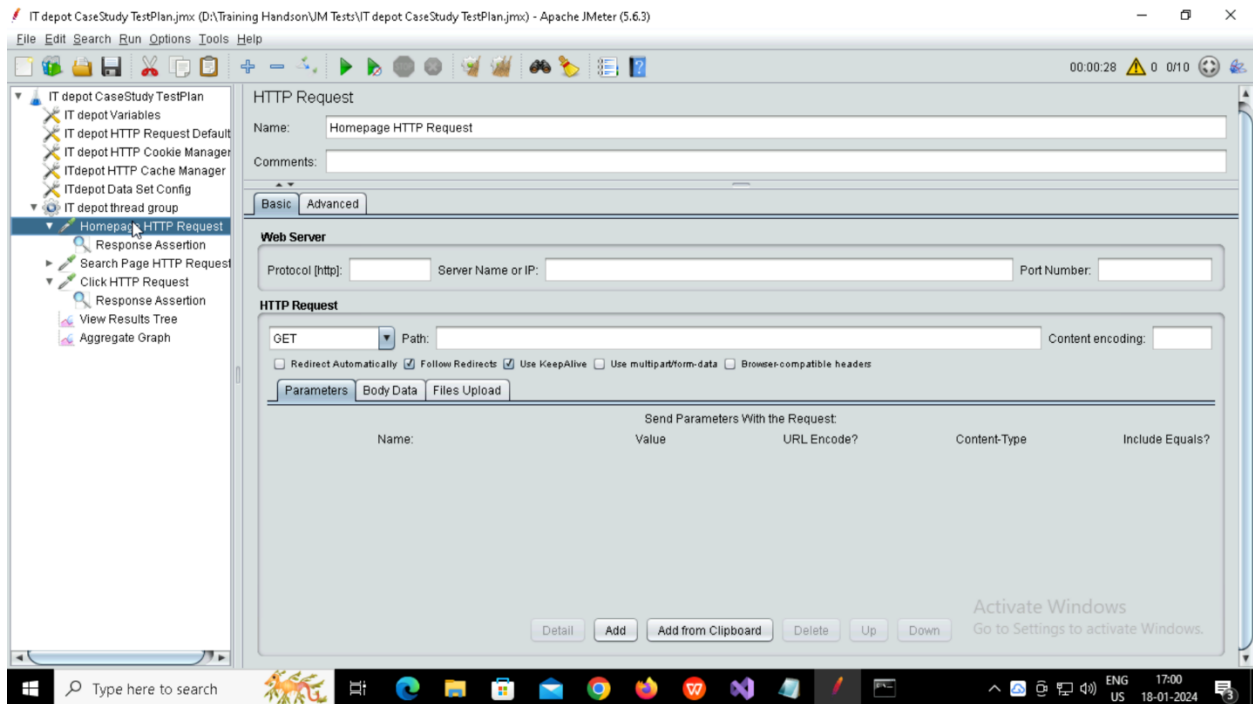 IT depot CaseStudy TestPlan.jmx (D:\Training Handson\JM Tests\IT depot CaseStudy TestPlan.jmx) - Apache JMeter (5.6.3)
File Edit Search Run Options Tools Help
00:00:28 0 0/10
IT depot CaseStudy TestPlan
IT depot Variables
IT depot HTTP Request Default
IT depot HTTP Cookie Manager
ITdepot HTTP Cache Manager
ITdepot Data Set Config
IT depot thread group
Homepage HTTP Request
Response Assertion
Search Page HTTP Request
Click HTTP Request
Response Assertion
View Results Tree
Aggregate Graph
HTTP Request
Name: Homepage HTTP Request
Comments:
Basic Advanced
Web Server
Protocol [http]: Server Name or IP: Port Number:
HTTP Request
GET Path: Content encoding:
Redirect Automatically Follow Redirects Use KeepAlive Use multipart/form-data Browser-compatible headers
Parameters Body Data Files Upload
Send Parameters With the Request:
Name: Value URL Encode? Content-Type Include Equals?
Detail Add Add from Clipboard Delete Up Down
Activate Windows
Go to Settings to activate Windows.
Type here to search
ENG
US
17:00
18-01-2024
3